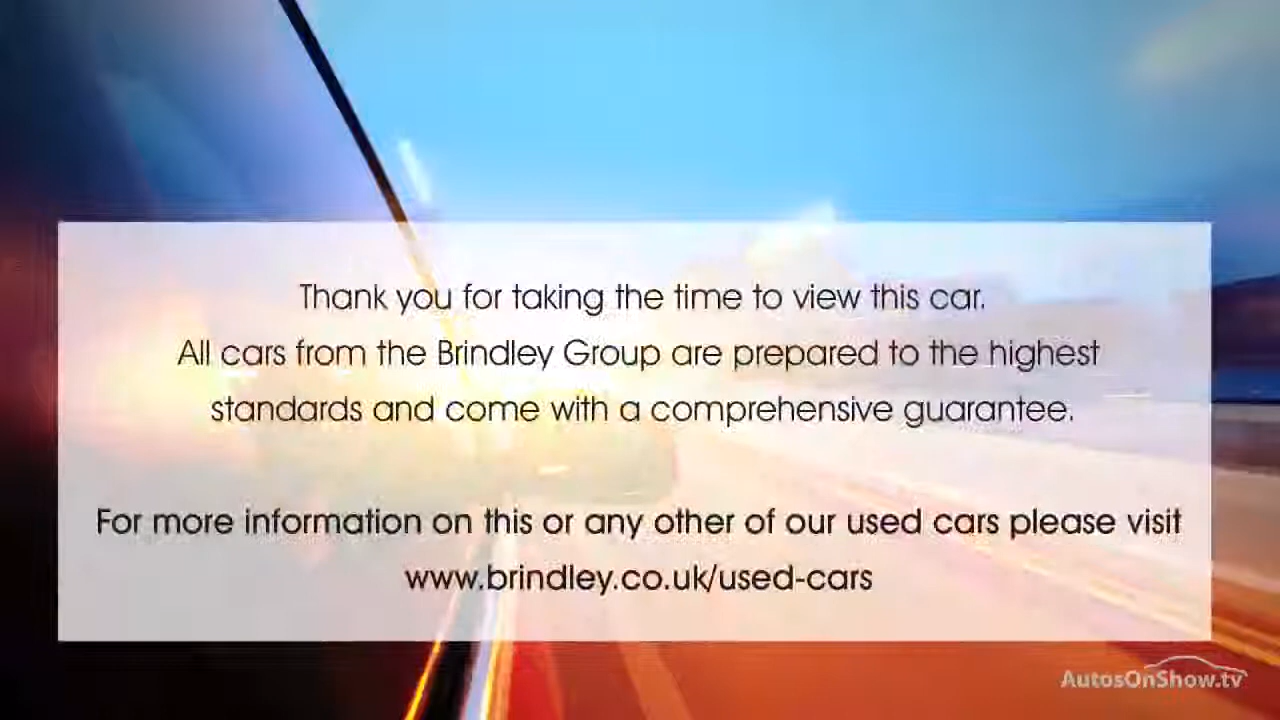 Thank you for taking the time to view this car.
All cars from the Brindley Group are prepared to the highest
standards and come with a comprehensive guarantee.
For more information on this or any other of our used cars please visit
www.brindley.co.uk/used-cars
AutosOnShow.tv